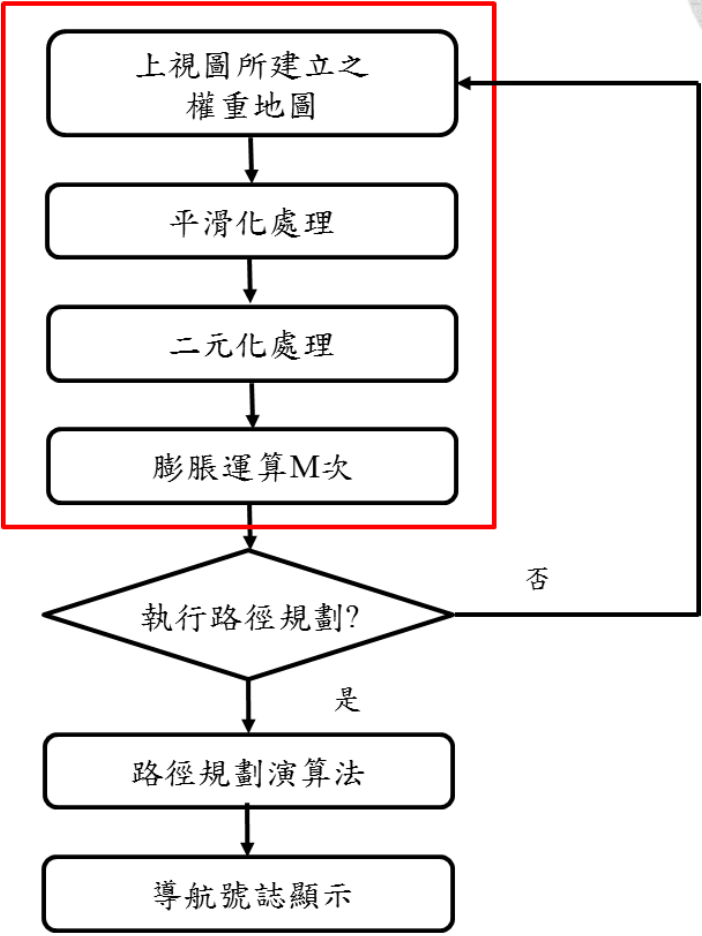 上視圖所建立之
權重地圖
平滑化處理
二元化處理
膨脹運算M次
執行路徑規劃?
否
是
路徑規劃演算法
導航號誌顯示